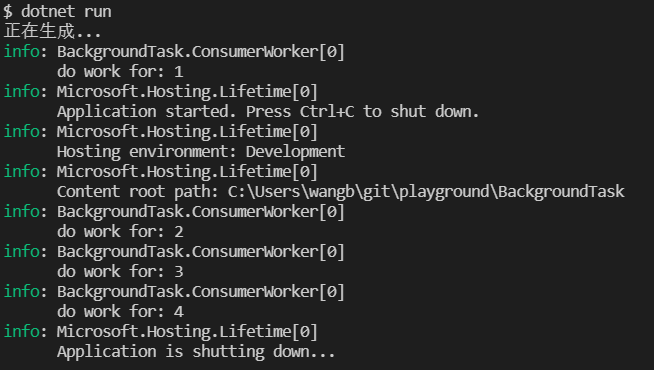 $ dotnet run
正在生成...
info: BackgroundTask.ConsumerWorker[0]
do work for: 1
info: Microsoft.Hosting.Lifetime[0]
Application started. Press Ctrl+C to shut down.
info: Microsoft.Hosting.Lifetime[0]
Hosting environment: Development
info: Microsoft.Hosting.Lifetime[0]
Content root path: C:\Users\wangb\git\playground\BackgroundTask
info: BackgroundTask.ConsumerWorker[0]
do work for: 2
info: BackgroundTask.ConsumerWorker[0]
do work for: 3
info: BackgroundTask.ConsumerWorker[0]
do work for: 4
info: Microsoft.Hosting.Lifetime[0]
Application is shutting down...